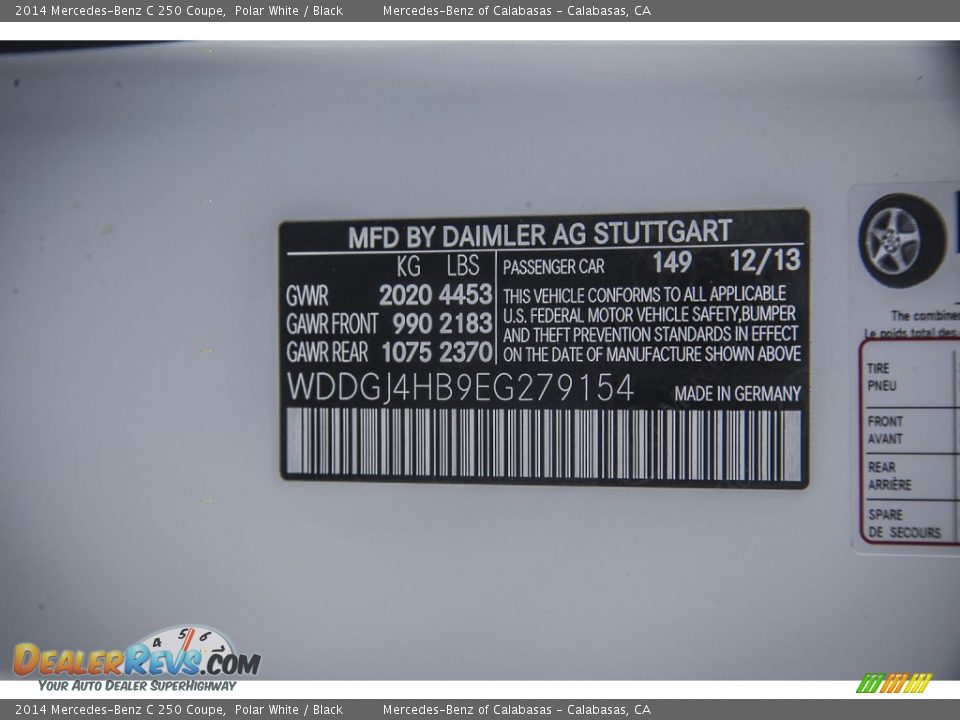 2014 Mercedes-Benz C 250 Coupe,  Polar White / Black        Mercedes-Benz of Calabasas - Calabasas, CA
MFD BY DAIMLER AG STUTTGART
KG LBS PASSENGER CAR 149 12/13
GWR 2020 4453
GAWR FRONT 990 2183
GAWR REAR 1075 2370
THIS VEHICLE CONFORMS TO ALL APPLICABLE
U.S. FEDERAL MOTOR VEHICLE SAFETY,BUMPER
AND THEFT PREVENTION STANDARDS IN EFFECT
ON THE DATE OF MANUFACTURE SHOWN ABOVE
WDDGJ4HB9EG279154 MADE IN GERMANY
The combine
Le poids total des
TIRE
PNEU
FRONT
AVANT
REAR
ARRIÈRE
SPARE
DE SECOURS
4 5 6 7
DEALERREVS.COM
YOUR AUTO DEALER SUPERHIGHWAY
2014 Mercedes-Benz C 250 Coupe,  Polar White / Black        Mercedes-Benz of Calabasas - Calabasas, CA